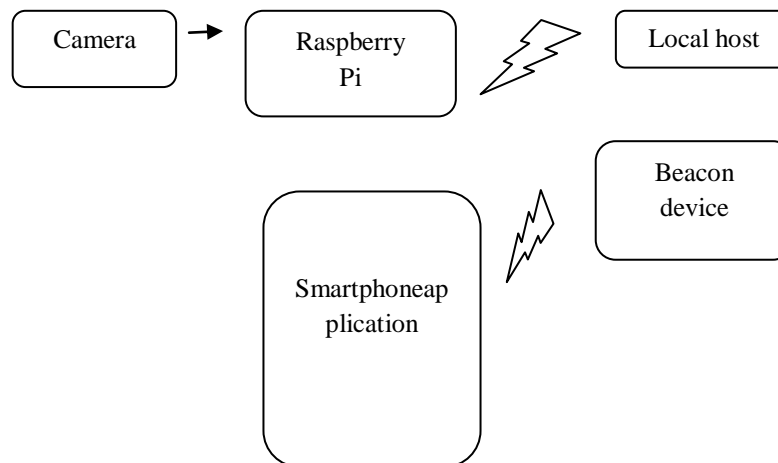 Camera
Raspberry
Pi
Local host
Beacon
device
Smartphoneap
plication